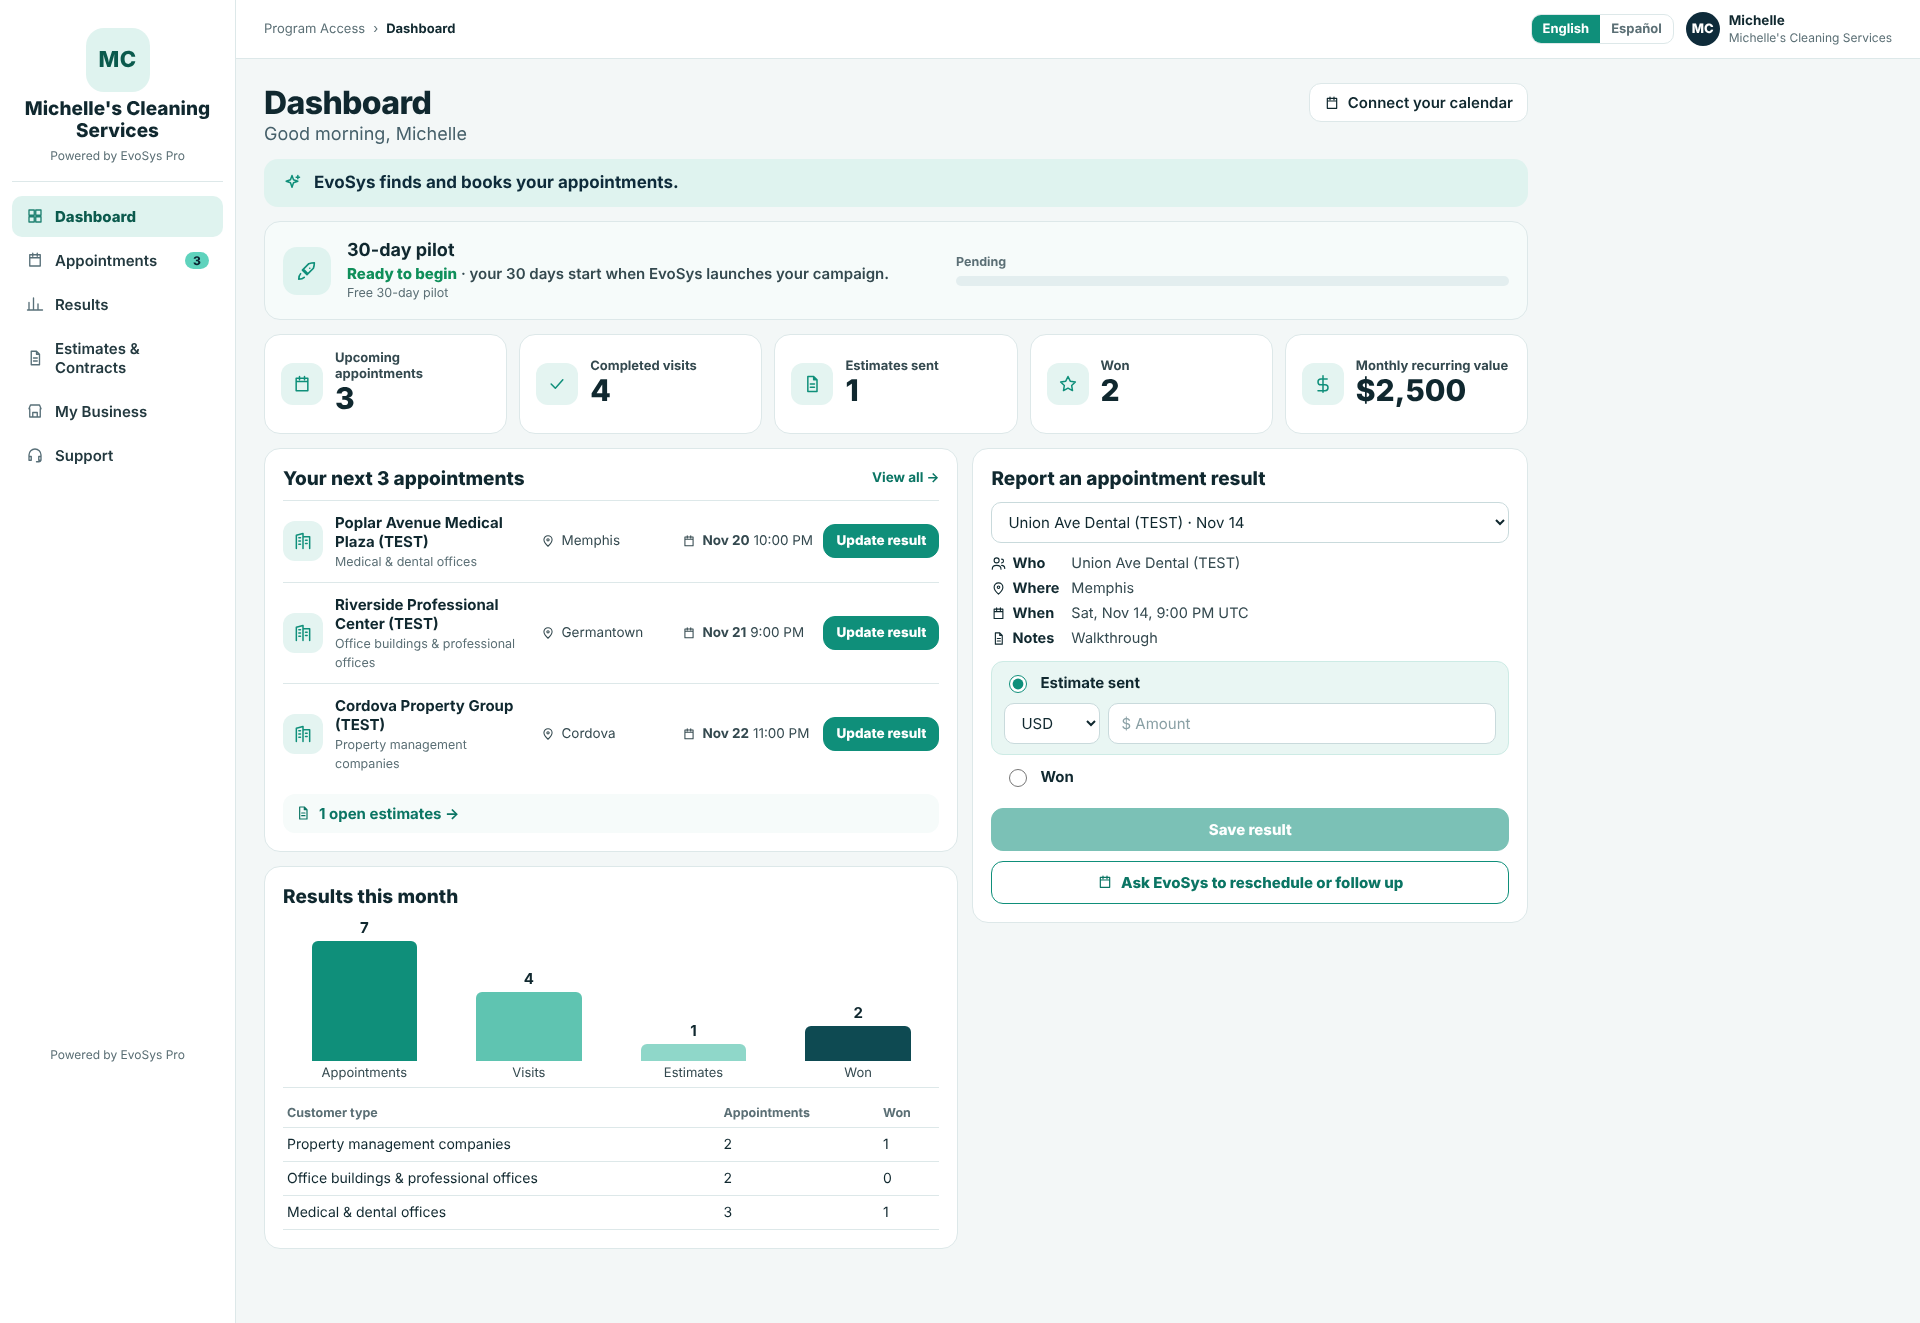 MC
Michelle's Cleaning
Services
Powered by EvoSys Pro
Dashboard
Appointments 3
Results
Estimates &
Contracts
My Business
Support
Powered by EvoSys Pro
Program Access › Dashboard
English Español
MC
Michelle
Michelle's Cleaning Services
Dashboard
Good morning, Michelle
Connect your calendar
EvoSys finds and books your appointments.
30-day pilot
Ready to begin · your 30 days start when EvoSys launches your campaign.
Free 30-day pilot
Pending
Upcoming
appointments
3
Completed visits
4
Estimates sent
1
Won
2
Monthly recurring value
$2,500
Your next 3 appointments
View all →
Poplar Avenue Medical
Plaza (TEST)
Medical & dental offices
Memphis
Nov 20 10:00 PM
Update result
Riverside Professional
Center (TEST)
Office buildings & professional
offices
Germantown
Nov 21 9:00 PM
Update result
Cordova Property Group
(TEST)
Property management
companies
Cordova
Nov 22 11:00 PM
Update result
1 open estimates →
Report an appointment result
Union Ave Dental (TEST) · Nov 14
Who Union Ave Dental (TEST)
Where Memphis
When Sat, Nov 14, 9:00 PM UTC
Notes Walkthrough
Estimate sent
USD $ Amount
Won
Save result
Ask EvoSys to reschedule or follow up
Results this month
7
4
1
2
Appointments Visits Estimates Won
Customer type Appointments Won
Property management companies 2 1
Office buildings & professional offices 2 0
Medical & dental offices 3 1